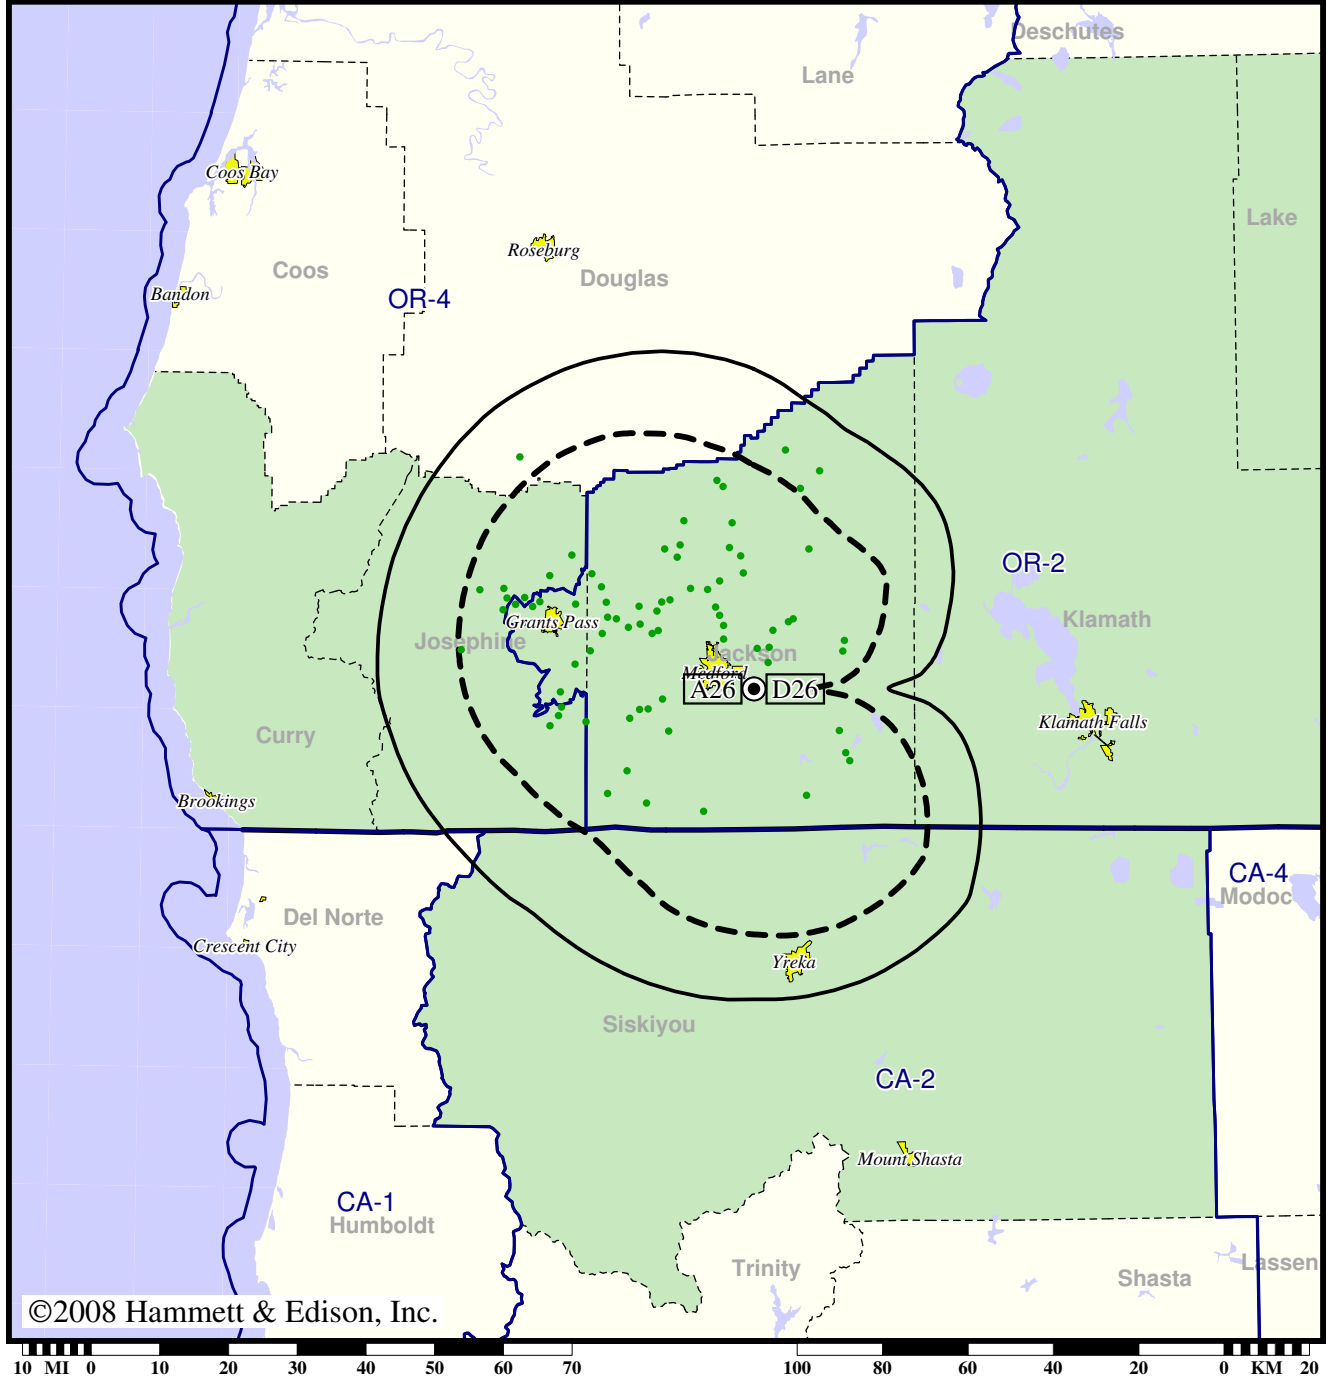 Deschutes
Lane
Coos Bay
Lake
Roseburg
Coos
Douglas
Bandon
OR-4
OR-2
Klamath
Grants Pass
Josephine
Jackson
Medford
A26
D26
Klamath Falls
Curry
Brookings
CA-4
Modoc
Del Norte
Crescent City
Yreka
Siskiyou
CA-2
Mount Shasta
CA-1
Humboldt
Trinity
Lassen
Shasta
©2008 Hammett & Edison, Inc.
10 MI 0 10 20 30 40 50 60 70 100 80 60 40 20 0 KM 20